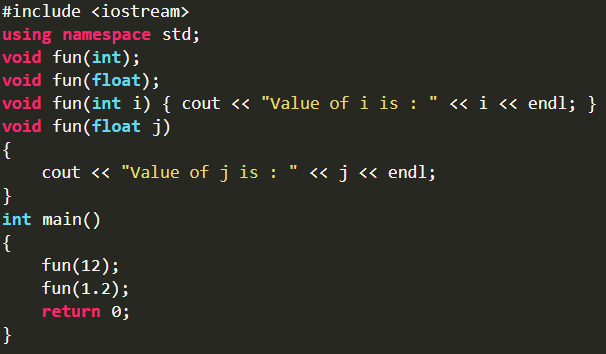 #include <iostream>
using namespace std;
void fun(int);
void fun(float);
void fun(int i) { cout << "Value of i is : " << i << endl; }
void fun(float j)
{
    cout << "Value of j is : " << j << endl;
}
int main()
{
    fun(12);
    fun(1.2);
    return 0;
}